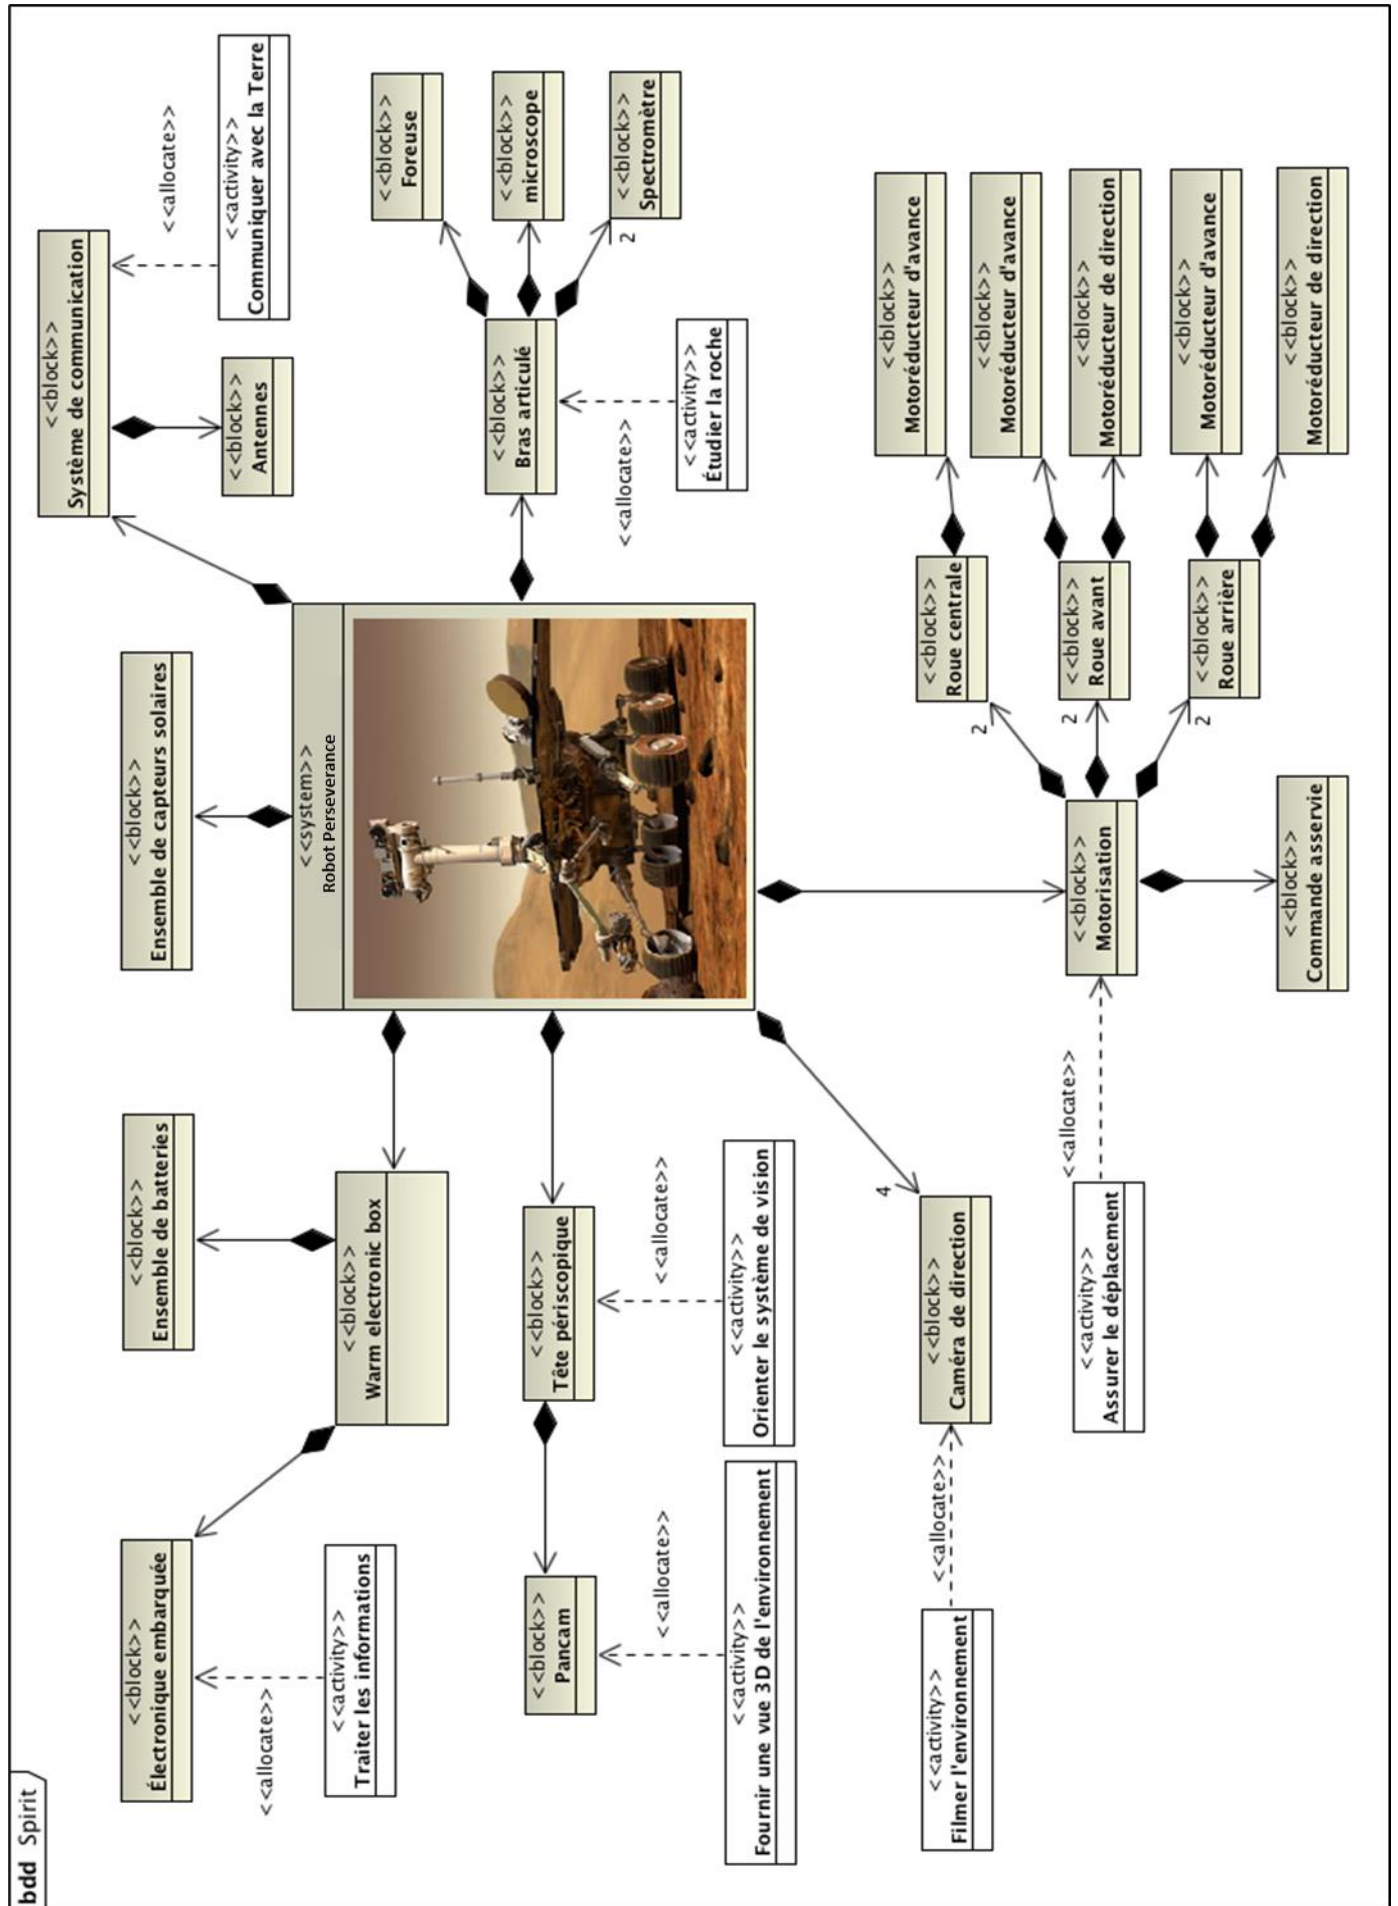 bdd Spirit
<<block>>
Électronique embarquée
<<allocate>>
<<activity>>
Traiter les informations
<<block>>
Ensemble de batteries
<<block>>
Warm electronic box
<<block>>
Ensemble de capteurs solaires
<<block>>
Système de communication
<<allocate>>
<<activity>>
Communiquer avec la Terre
<<block>>
Antennes
<<system>>
Robot Perseverance
<<block>>
Pancam
<<allocate>>
<<activity>>
Fournir une vue 3D de l'environnement
<<block>>
Tête périscopique
<<allocate>>
<<activity>>
Orienter le système de vision
<<block>>
Bras articulé
<<allocate>>
<<activity>>
Étudier la roche
<<block>>
Foreuse
<<block>>
microscope
<<block>>
Spectromètre
2
4
<<block>>
Caméra de direction
<<allocate>>
<<activity>>
Filmer l'environnement
<<allocate>>
<<activity>>
Assurer le déplacement
<<block>>
Motorisation
<<block>>
Commande asservie
2
<<block>>
Roue centrale
2
<<block>>
Roue avant
2
<<block>>
Roue arrière
<<block>>
Motoréducteur d'avance
<<block>>
Motoréducteur d'avance
<<block>>
Motoréducteur de direction
<<block>>
Motoréducteur d'avance
<<block>>
Motoréducteur de direction